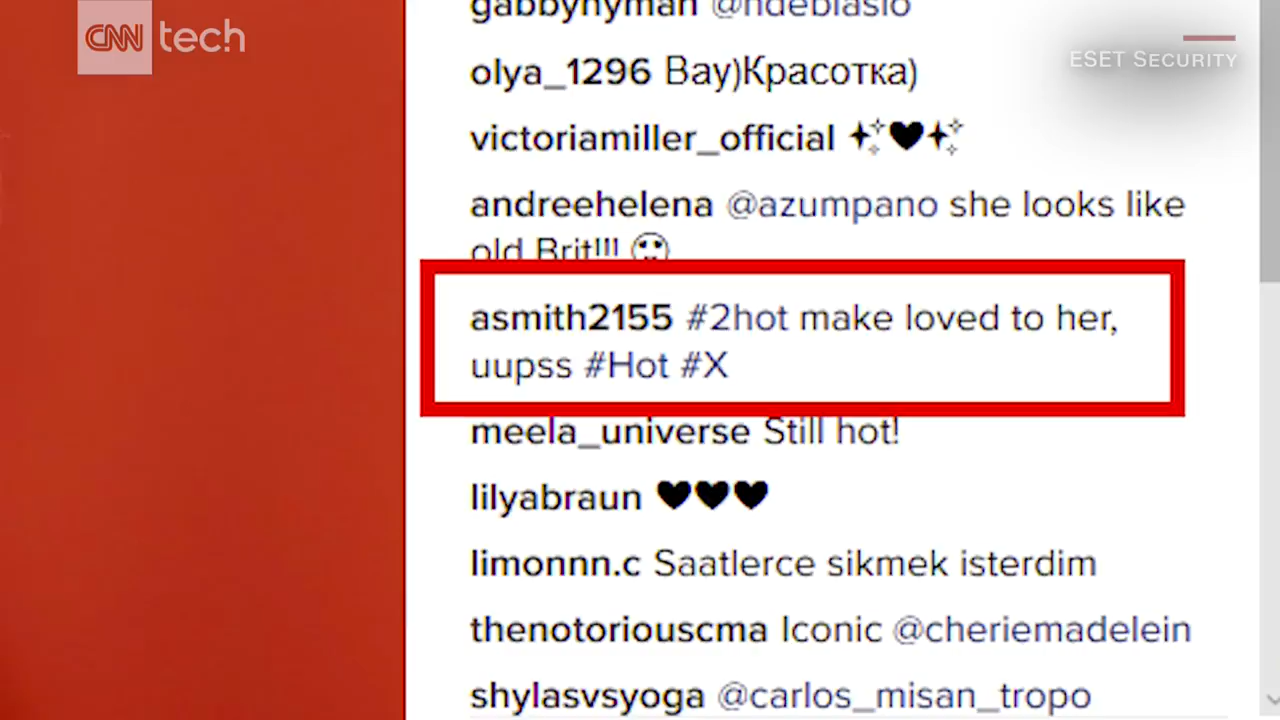 CNN tech
ESET SECURITY
gabbyhyman @ndeblasio
olya_1296 Вау)Красотка)
victoriamiller_official ✨🖤✨
andreehelena @azumpano she looks like
old Brit!!! 🙄
asmith2155 #2hot make loved to her,
uupss #Hot #X
meela_universe Still hot!
lilyabraun 🖤🖤🖤
limonnn.c Saatlerce sikmek isterdim
thenotoriouscma Iconic @cheriemadelein
shylasvsyoga @carlos_misan_tropo